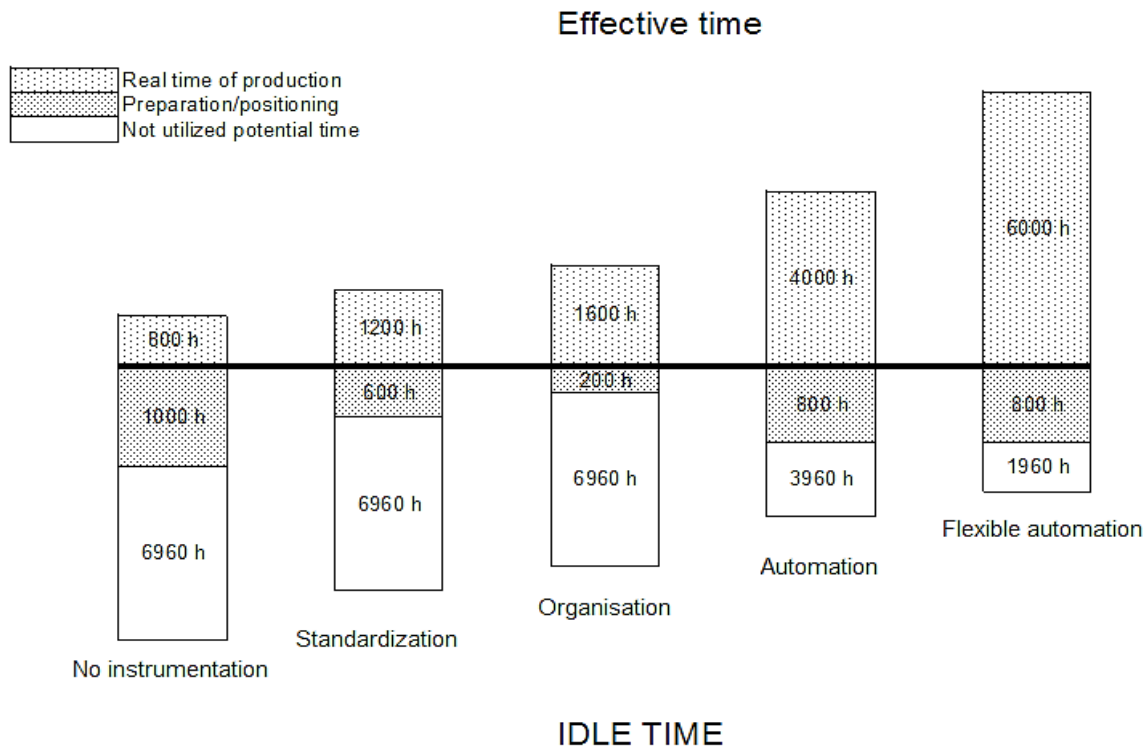 Effective time
Real time of production
Preparation/positioning
Not utilized potential time
800 h
1000 h
6960 h
No instrumentation
1200 h
600 h
6960 h
Standardization
1600 h
200 h
6960 h
Organisation
4000 h
800 h
3960 h
Automation
6000 h
800 h
1960 h
Flexible automation
IDLE TIME